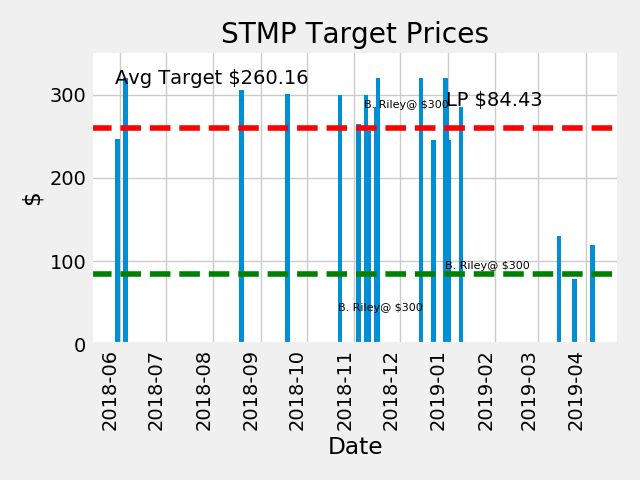 STMP Target Prices
Avg Target $260.16
B. Riley@ $300
LP $84.43
B. Riley@ $300
B. Riley@ $300
$
300
200
100
0
2018-06
2018-07
2018-08
2018-09
2018-10
2018-11
2018-12
2019-01
2019-02
2019-03
2019-04
Date